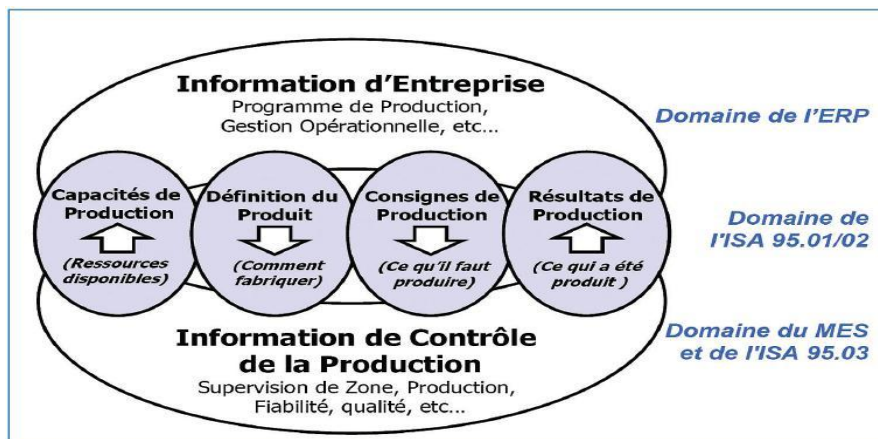 Information d'Entreprise
Programme de Production,
Gestion Opérationnelle, etc...
Domaine de l'ERP
Capacités de
Production
(Ressources
disponibles)
Définition du
Produit
(Comment
fabriquer)
Consignes de
Production
(Ce qu'il faut
produire)
Résultats de
Production
(Ce qui a été
produit )
Domaine de
l'ISA 95.01/02
Information de Contrôle
de la Production
Supervision de Zone, Production,
Fiabilité, qualité, etc...
Domaine du MES
et de l'ISA 95.03